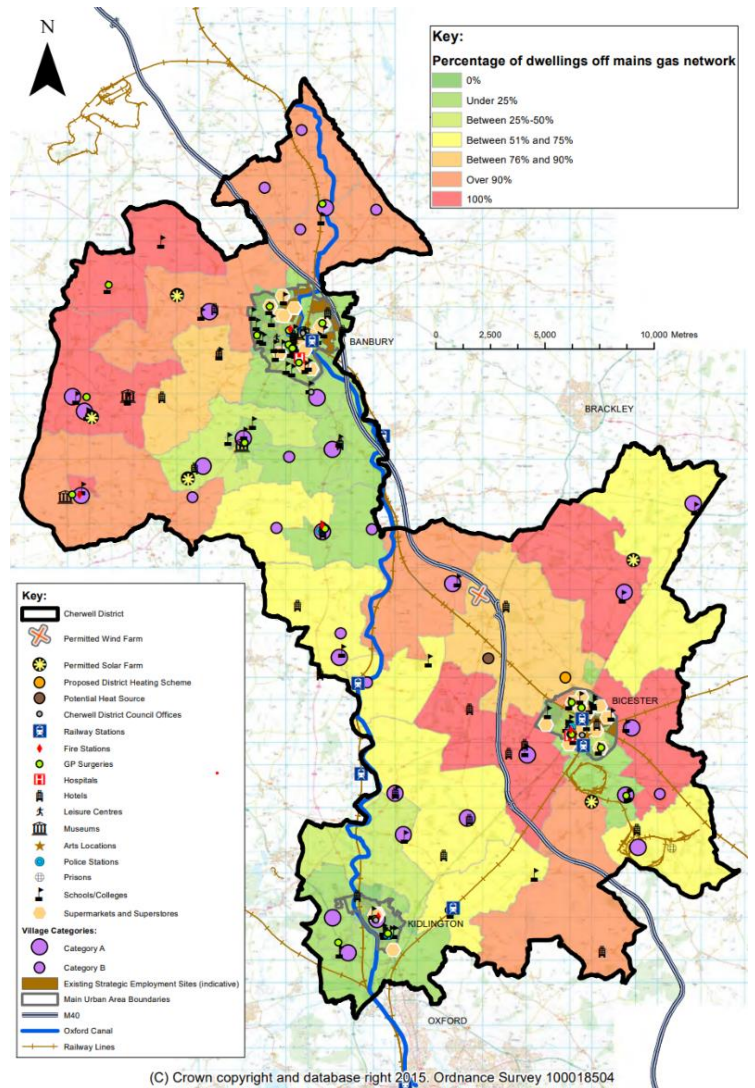 N
Key:
Percentage of dwellings off mains gas network
0%
Under 25%
Between 25%-50%
Between 51% and 75%
Between 76% and 90%
Over 90%
100%
0
2,500
5,000
10,000 Metres
BANBURY
BRACKLEY
BICESTER
KIDLINGTON
OXFORD
Key:
Cherwell District
Permitted Wind Farm
Permitted Solar Farm
Proposed District Heating Scheme
Potential Heat Source
Cherwell District Council Offices
Railway Stations
Fire Stations
GP Surgeries
H Hospitals
Hotels
Leisure Centres
Museums
Arts Locations
Police Stations
Prisons
Schools/Colleges
Supermarkets and Superstores
Village Categories:
Category A
Category B
Existing Strategic Employment Sites (indicative)
Main Urban Area Boundaries
M40
Oxford Canal
Railway Lines
(C) Crown copyright and database right 2015. Ordnance Survey 100018504